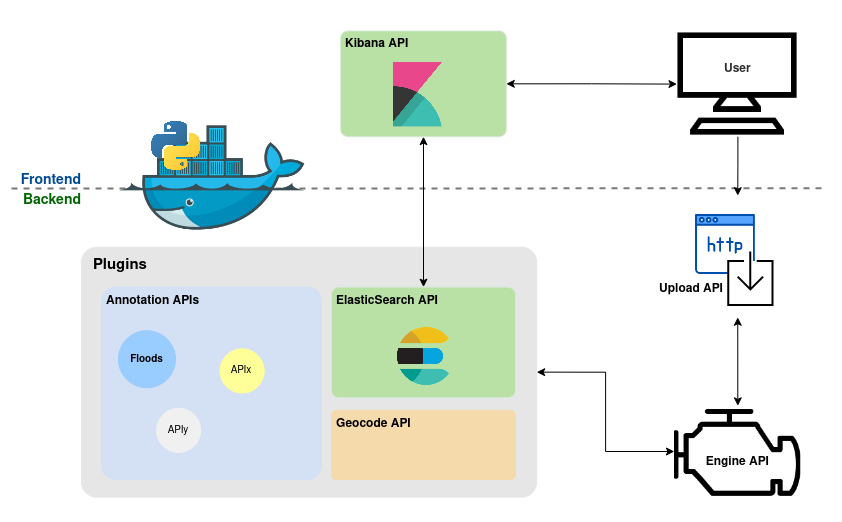 Kibana API
User
Frontend
Backend
http
Upload API
Plugins
Annotation APIs
Floods
APIx
APIy
ElasticSearch API
Geocode API
Engine API